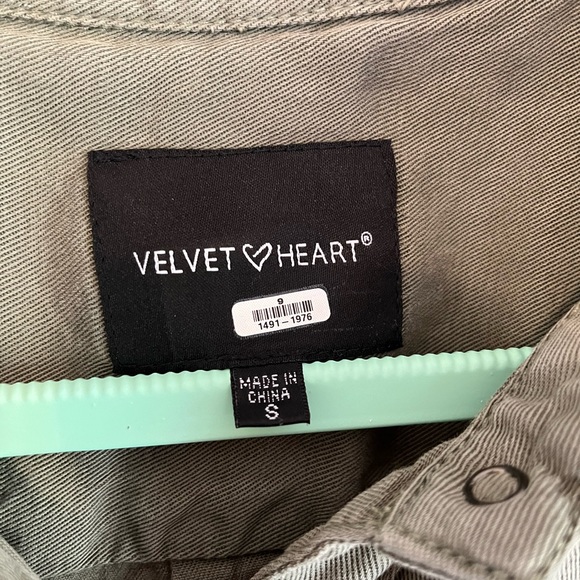 VELVET HEART®
9
1491-1976
MADE IN
CHINA
S